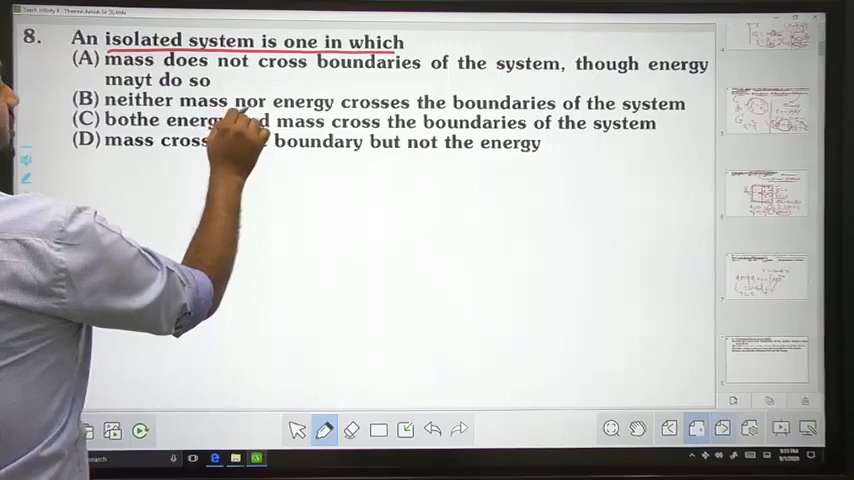 8. An isolated system is one in which
(A) mass does not cross boundaries of the system, though energy
mayt do so
(B) neither mass nor energy crosses the boundaries of the system
(C) bothe energy mass cross the boundaries of the system
(D) mass cross boundary but not the energy